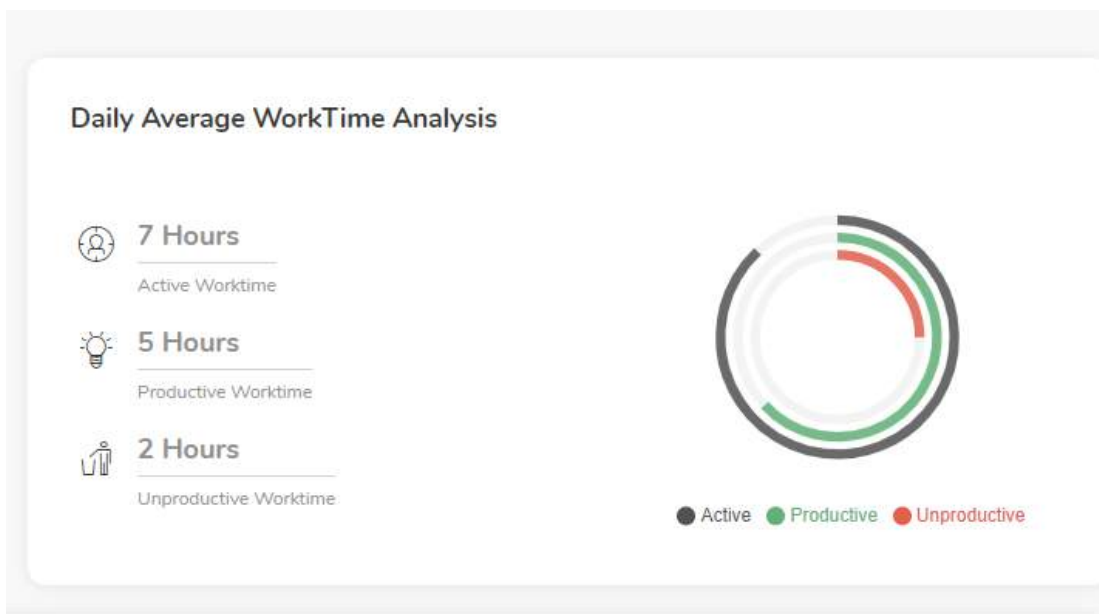 Daily Average WorkTime Analysis
7 Hours
Active Worktime
5 Hours
Productive Worktime
2 Hours
Unproductive Worktime
Active Productive Unproductive